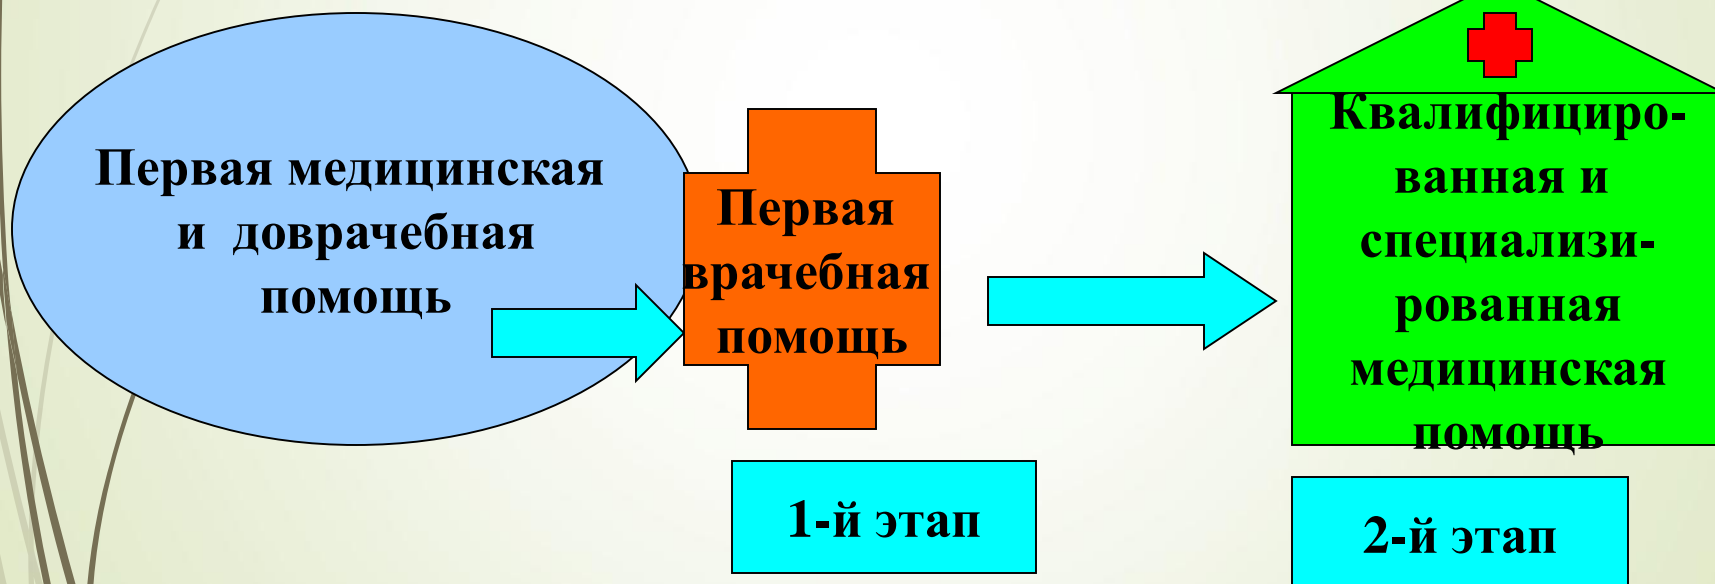 Первая медицинская
и доврачебная
помощь
Первая
врачебная
помощь
1-й этап
Квалифициро-
ванная и
специализи-
рованная
медицинская
помощь
2-й этап